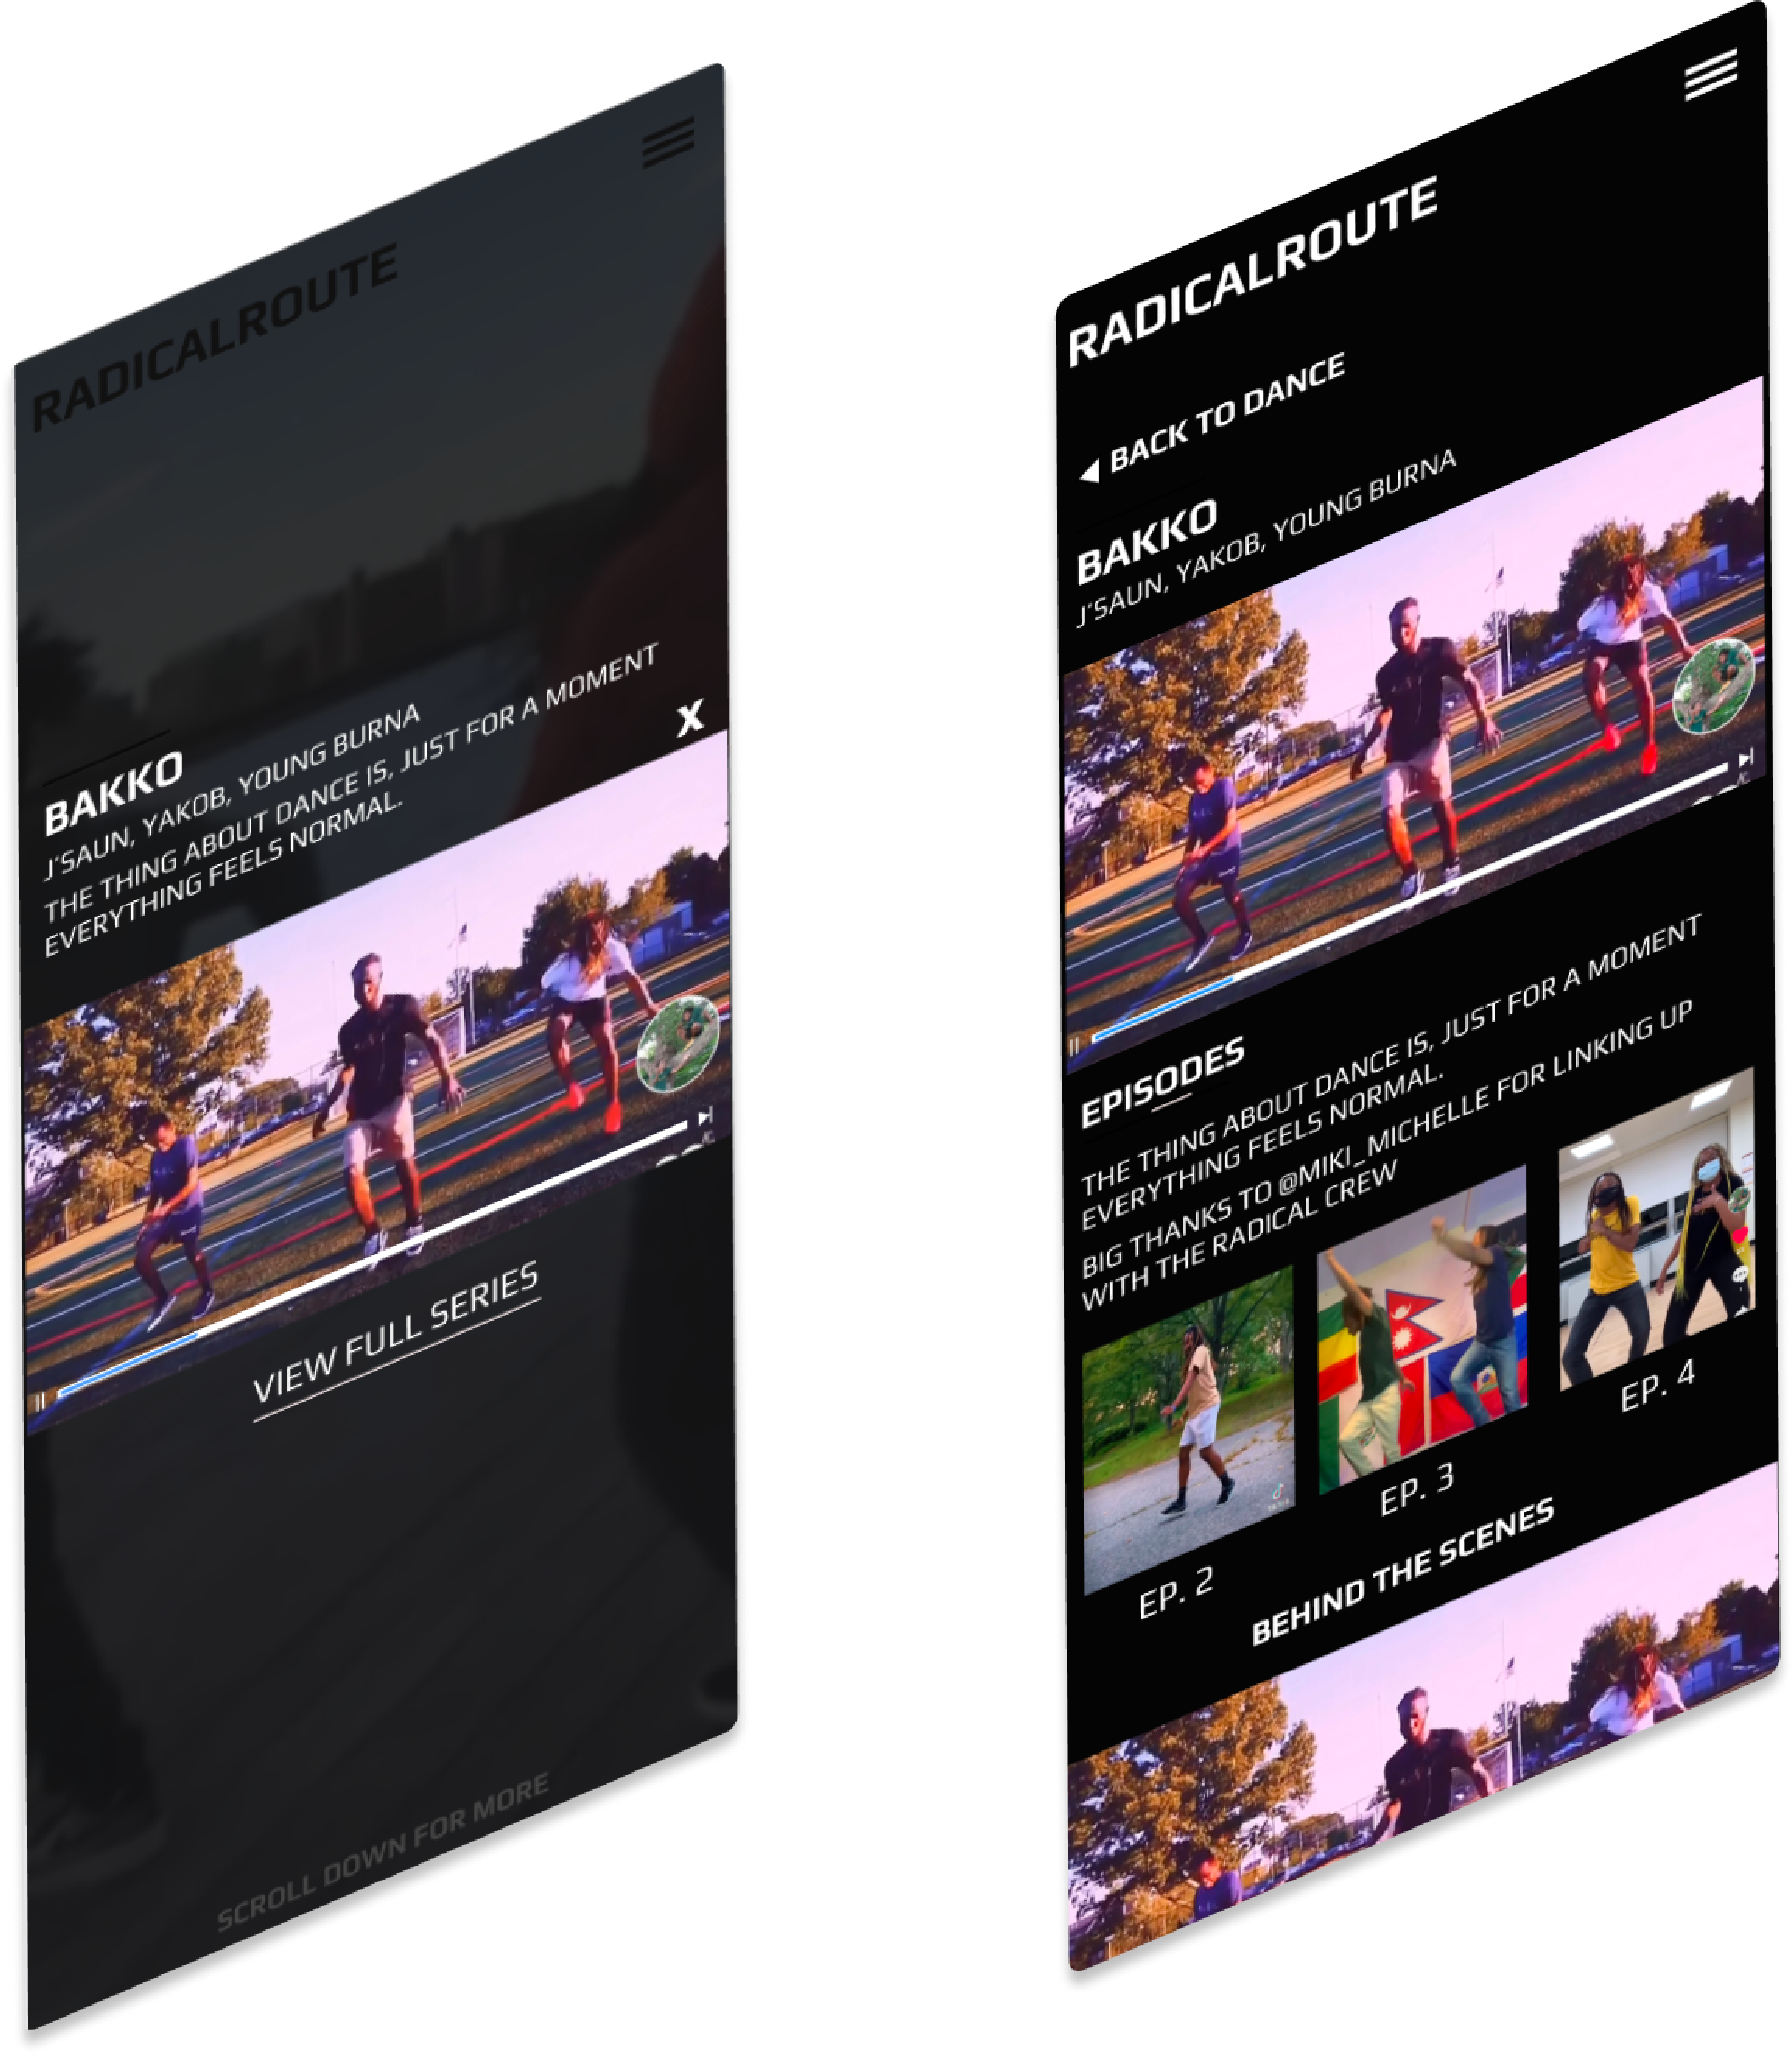 RADICALROUTE
BAKKO
J'SAUN, YAKOB, YOUNG BURNA
THE THING ABOUT DANCE IS, JUST FOR A MOMENT
EVERYTHING FEELS NORMAL.
X
VIEW FULL SERIES
SCROLL DOWN FOR MORE
RADICALROUTE
BACK TO DANCE
BAKKO
J'SAUN, YAKOB, YOUNG BURNA
EPISODES
THE THING ABOUT DANCE IS, JUST FOR A MOMENT
EVERYTHING FEELS NORMAL.
BIG THANKS TO @MIKI_MICHELLE FOR LINKING UP
WITH THE RADICAL CREW
EP. 2
EP. 3
EP. 4
BEHIND THE SCENES